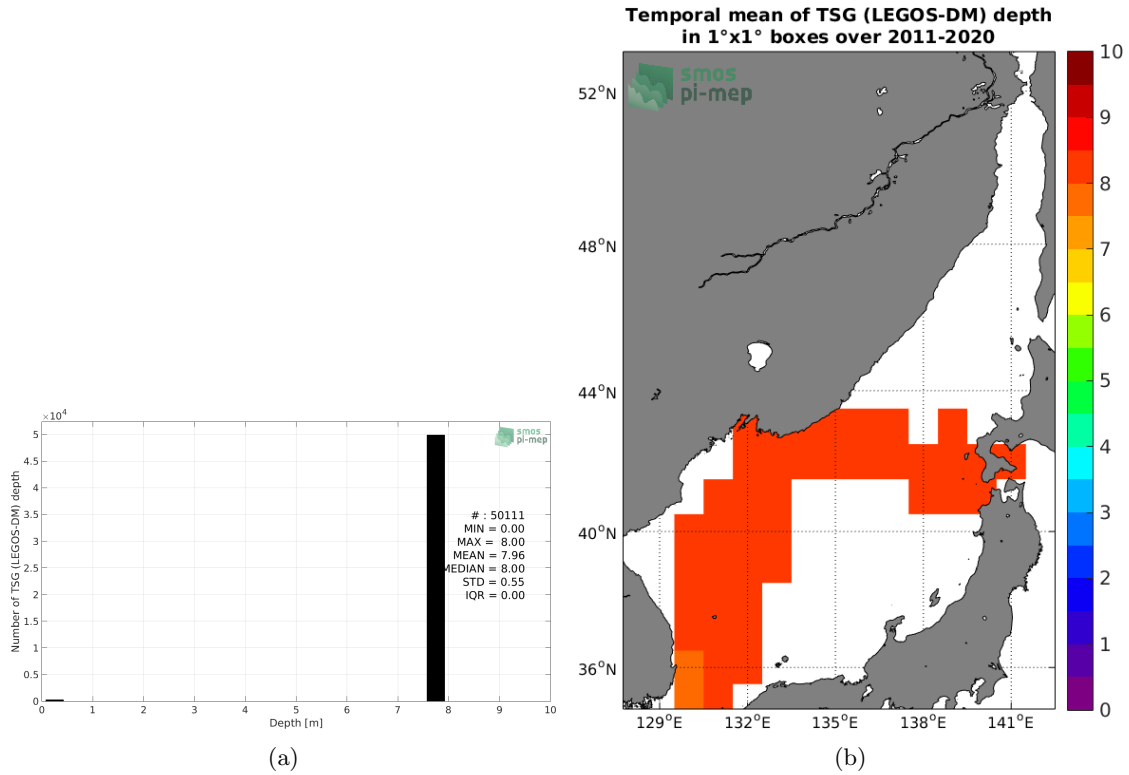 ×10⁴
smos
pi-mep
5
4.5
4
3.5
3
2.5
2
1.5
1
0.5
0
Number of TSG (LEGOS-DM) depth
# : 50111
MIN = 0.00
MAX = 8.00
MEAN = 7.96
MEDIAN = 8.00
STD = 0.55
IQR = 0.00
0 1 2 3 4 5 6 7 8 9 10
Depth [m]
(a)
Temporal mean of TSG (LEGOS-DM) depth
in 1°x1° boxes over 2011-2020
smos
pi-mep
52°N
48°N
44°N
40°N
36°N
129°E 132°E 135°E 138°E 141°E
10
9
8
7
6
5
4
3
2
1
0
(b)